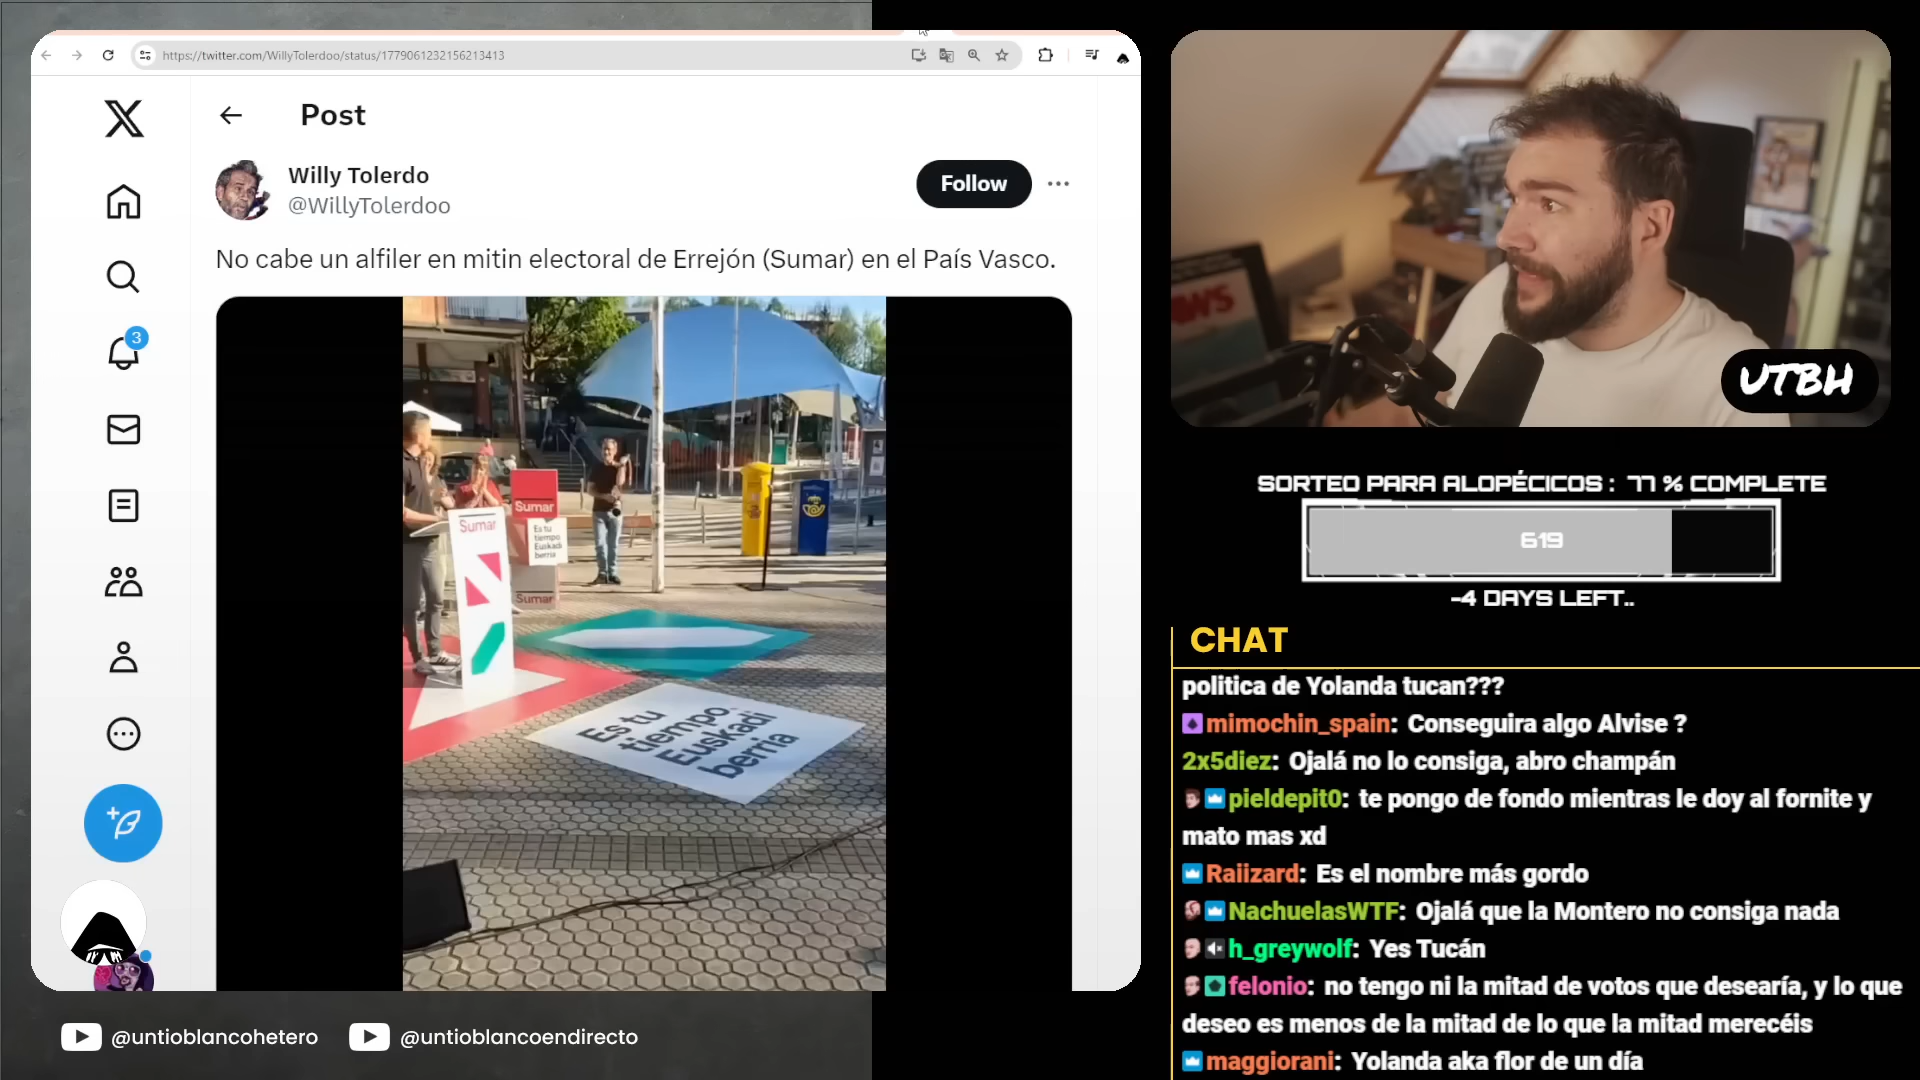 https://twitter.com/WillyTolerdoo/status/1779061232156213413
Post
Willy Tolerdo
@WillyTolerdoo
Follow
No cabe un alfiler en mitin electoral de Errejón (Sumar) en el País Vasco.
3
Sumar
Sumar
Es tu
tiempo
Euskadi
berria
Sumar
Es tu
tiempo.
Euskadi
berria
@untioblancohetero
@untioblancoendirecto
UTBH
SORTEO PARA ALOPÉCICOS : 77 % COMPLETE
619
-4 DAYS LEFT..
CHAT
politica de Yolanda tucan???
mimochin_spain: Conseguira algo Alvise ?
2x5diez: Ojalá no lo consiga, abro champán
pieldepit0: te pongo de fondo mientras le doy al fornite y
mato mas xd
Raiizard: Es el nombre más gordo
NachuelasWTF: Ojalá que la Montero no consiga nada
h_greywolf: Yes Tucán
felonio: no tengo ni la mitad de votos que desearía, y lo que
deseo es menos de la mitad de lo que la mitad merecéis
maggiorani: Yolanda aka flor de un día